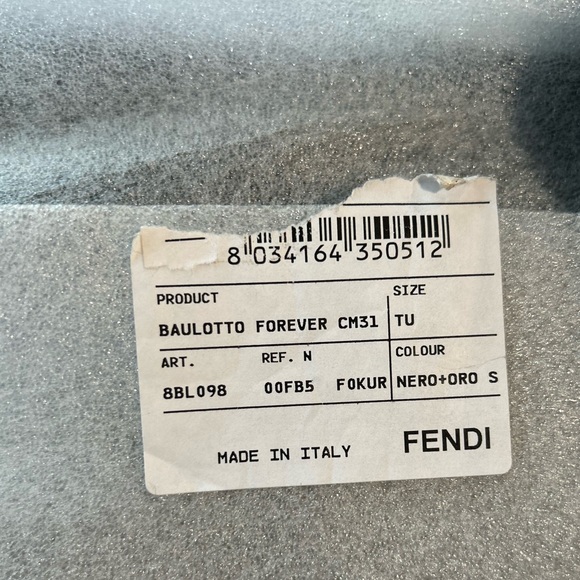 8 034164 350512
PRODUCT SIZE
BAULOTTO FOREVER CM31 TU
ART. REF. N COLOUR
8BL098 00FB5 F0KUR NERO+ORO S
MADE IN ITALY FENDI